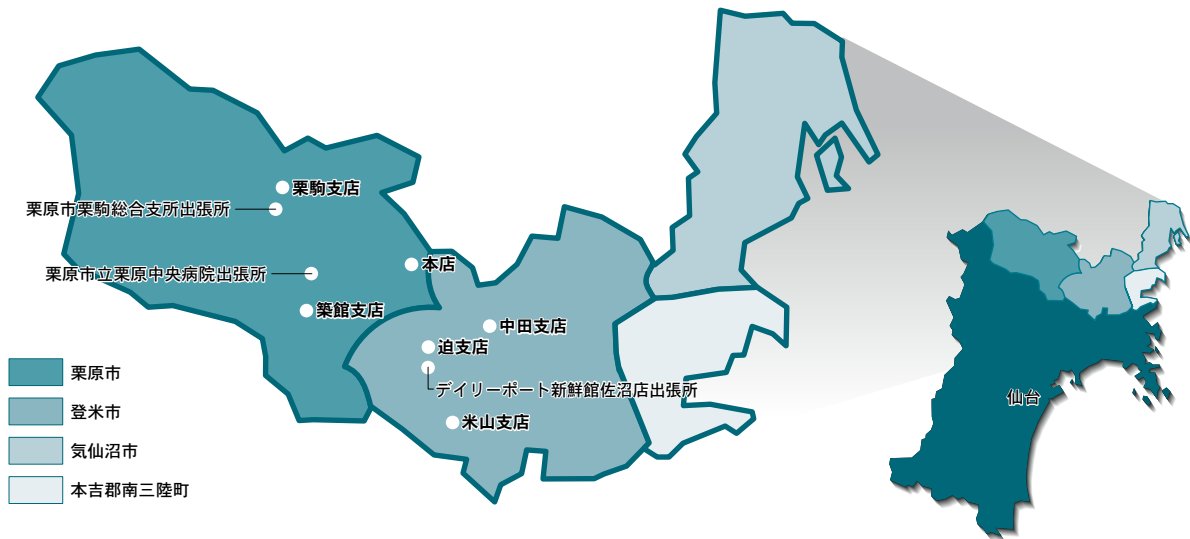 栗駒支店
栗原市栗駒総合支所出張所
本店
栗原市立栗原中央病院出張所
築館支店
中田支店
迫支店
デイリーポート新鮮館佐沼店出張所
米山支店
栗原市
登米市
気仙沼市
本吉郡南三陸町
仙台